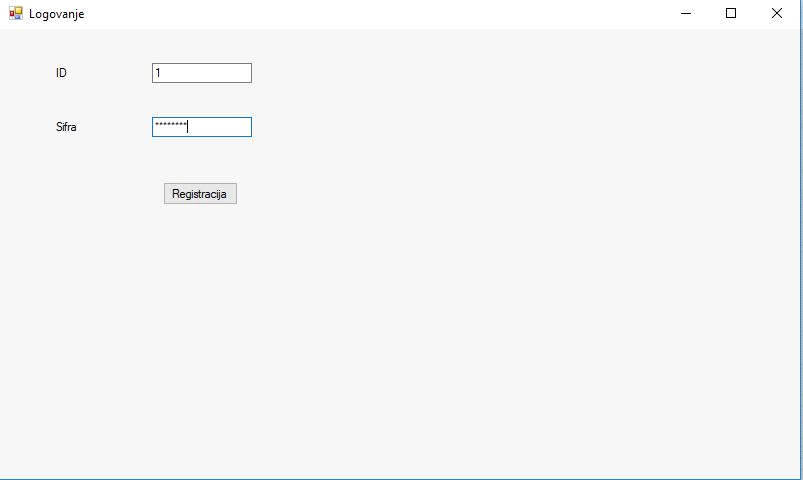 Logovanje
ID 1
Sifra ********
Registracija